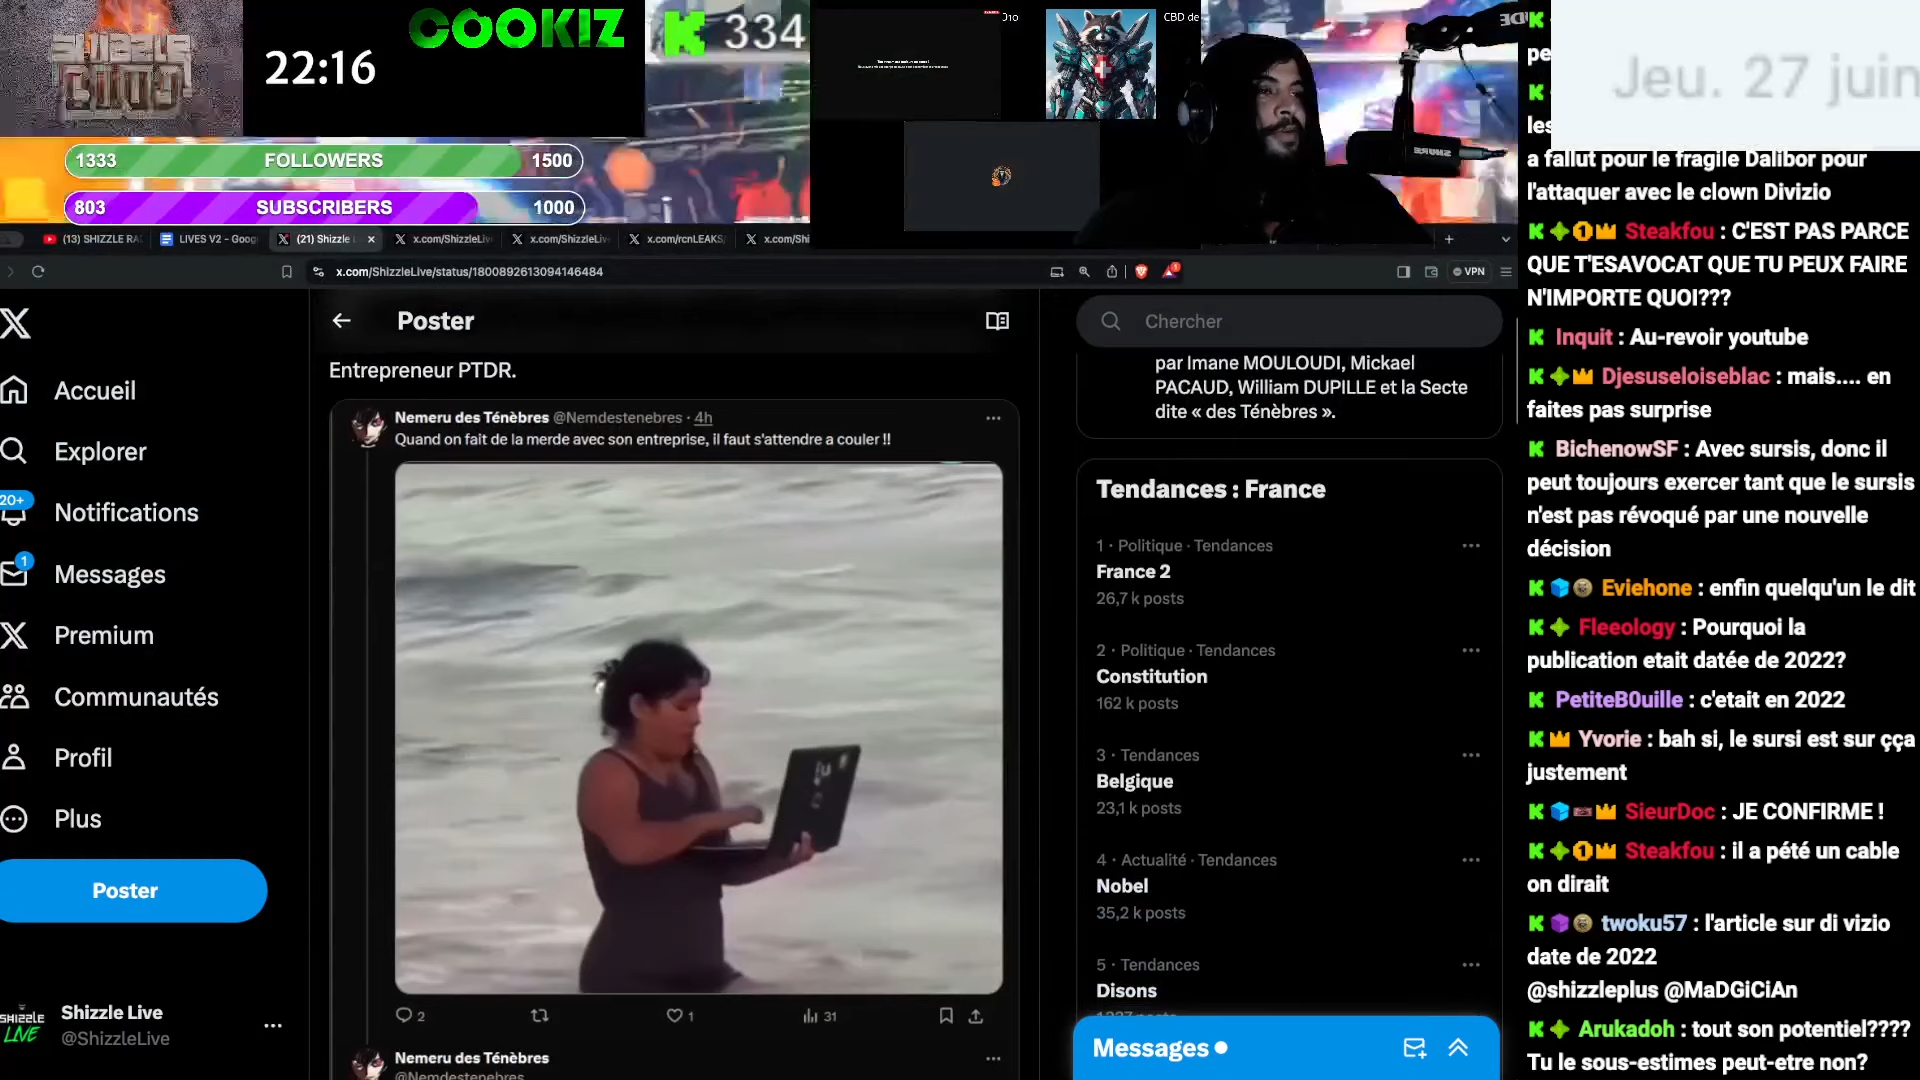 22:16
COOKIZ
334
1333 FOLLOWERS 1500
803 SUBSCRIBERS 1000
CBD de
Jeu. 27 juin
(13) SHIZZLE RA
LIVES V2 - Goog
(21) Shizzle
x.com/ShizzleLiv
x.com/ShizzleLiv
x.com/rcnLEAKS
x.com/Shi
x.com/ShizzleLive/status/1800892613094146484
VPN
Accueil
Explorer
20+
Notifications
1
Messages
Premium
Communautés
Profil
Plus
Poster
SHIZZLE
LIVE
Shizzle Live
@ShizzleLive
Poster
Entrepreneur PTDR.
Nemeru des Ténèbres @Nemdestenebres · 4h
Quand on fait de la merde avec son entreprise, il faut s'attendre a couler !!
2
1
31
Nemeru des Ténèbres
@Nemdestenebres
Chercher
par Imane MOULOUDI, Mickael
PACAUD, William DUPILLE et la Secte
dite « des Ténèbres ».
Tendances : France
1 · Politique · Tendances
France 2
26,7 k posts
2 · Politique · Tendances
Constitution
162 k posts
3 · Tendances
Belgique
23,1 k posts
4 · Actualité · Tendances
Nobel
35,2 k posts
5 · Tendances
Disons
Messages
pe
les
a fallut pour le fragile Dalibor pour
l'attaquer avec le clown Divizio
Steakfou : C'EST PAS PARCE
QUE T'ESAVOCAT QUE TU PEUX FAIRE
N'IMPORTE QUOI???
Inquit : Au-revoir youtube
Djesuseloiseblac : mais.... en
faites pas surprise
BichenowSF : Avec sursis, donc il
peut toujours exercer tant que le sursis
n'est pas révoqué par une nouvelle
décision
Eviehone : enfin quelqu'un le dit
Fleeology : Pourquoi la
publication etait datée de 2022?
PetiteB0uille : c'etait en 2022
Yvorie : bah si, le sursi est sur çça
justement
SieurDoc : JE CONFIRME !
Steakfou : il a pété un cable
on dirait
twoku57 : l'article sur di vizio
date de 2022
@shizzleplus @MaDGiCiAn
Arukadoh : tout son potentiel????
Tu le sous-estimes peut-etre non?